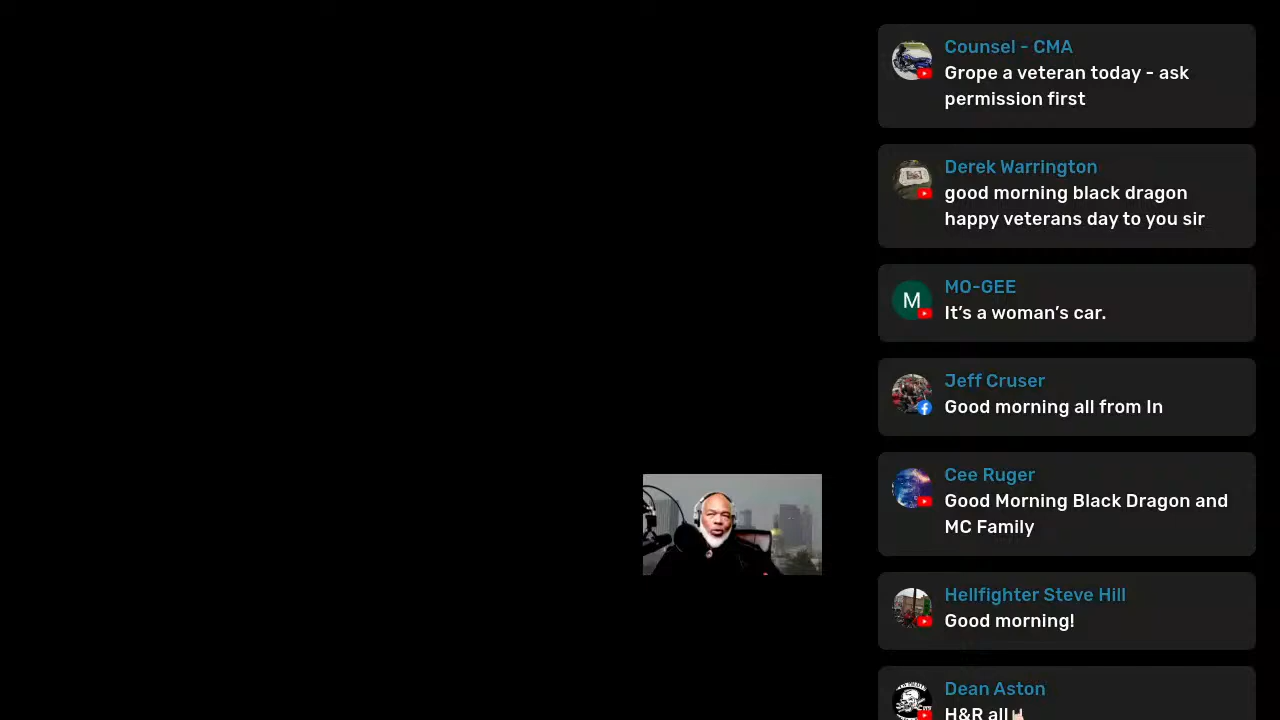 Counsel - CMA
Grope a veteran today - ask
permission first
Derek Warrington
good morning black dragon
happy veterans day to you sir
M
MO-GEE
It’s a woman’s car.
Jeff Cruser
Good morning all from In
Cee Ruger
Good Morning Black Dragon and
MC Family
Hellfighter Steve Hill
Good morning!
Dean Aston
H&R all🤘🏻